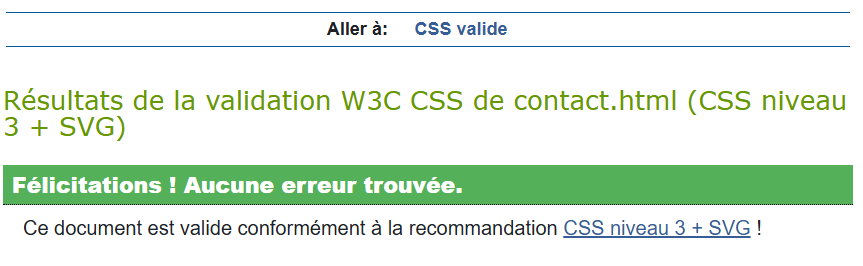 Aller à: CSS valide
Résultats de la validation W3C CSS de contact.html (CSS niveau
3 + SVG)
Félicitations ! Aucune erreur trouvée.
Ce document est valide conformément à la recommandation CSS niveau 3 + SVG !